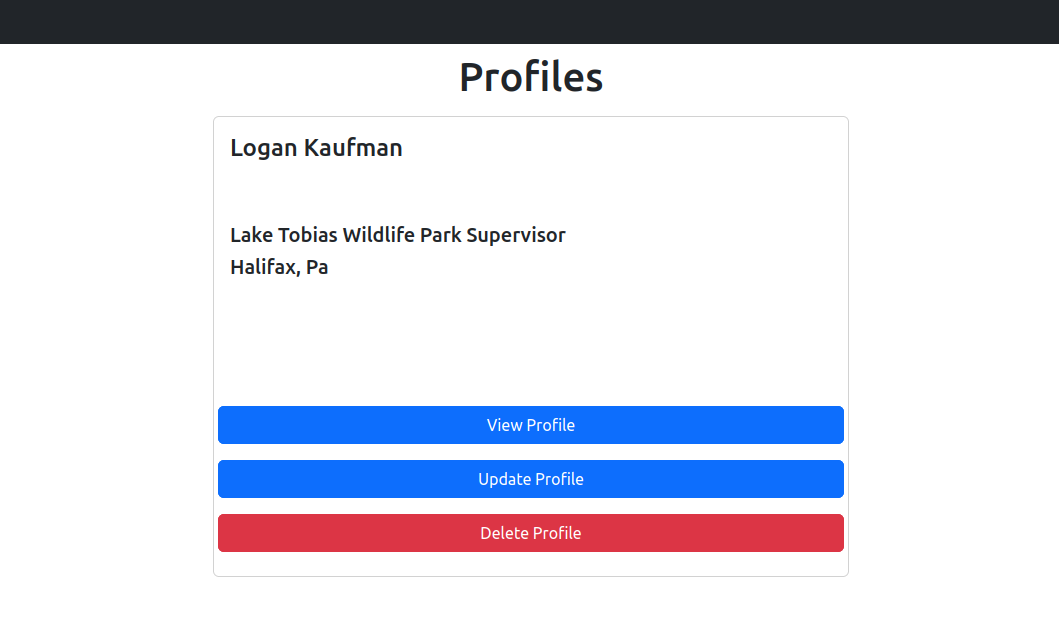 Profiles
Logan Kaufman
Lake Tobias Wildlife Park Supervisor
Halifax, Pa
View Profile
Update Profile
Delete Profile